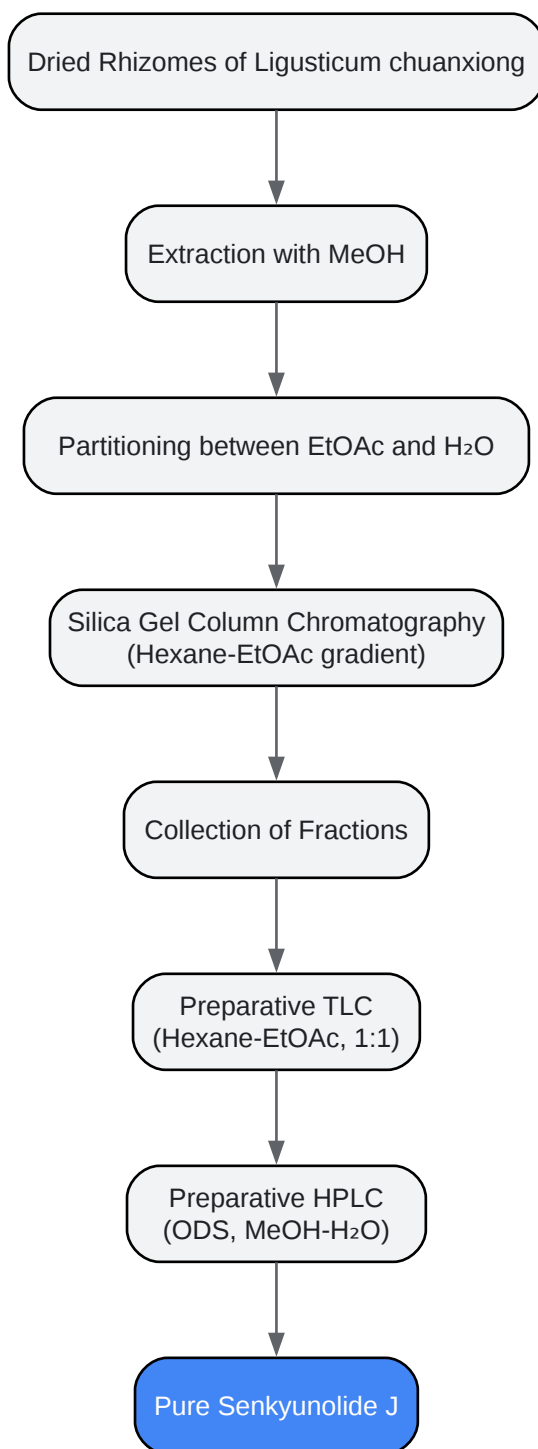 Dried Rhizomes of Ligusticum chuanxiong
Extraction with MeOH
Partitioning between EtOAc and H₂O
Silica Gel Column Chromatography
(Hexane-EtOAc gradient)
Collection of Fractions
Preparative TLC
(Hexane-EtOAc, 1:1)
Preparative HPLC
(ODS, MeOH-H₂O)
Pure Senkyunolide J